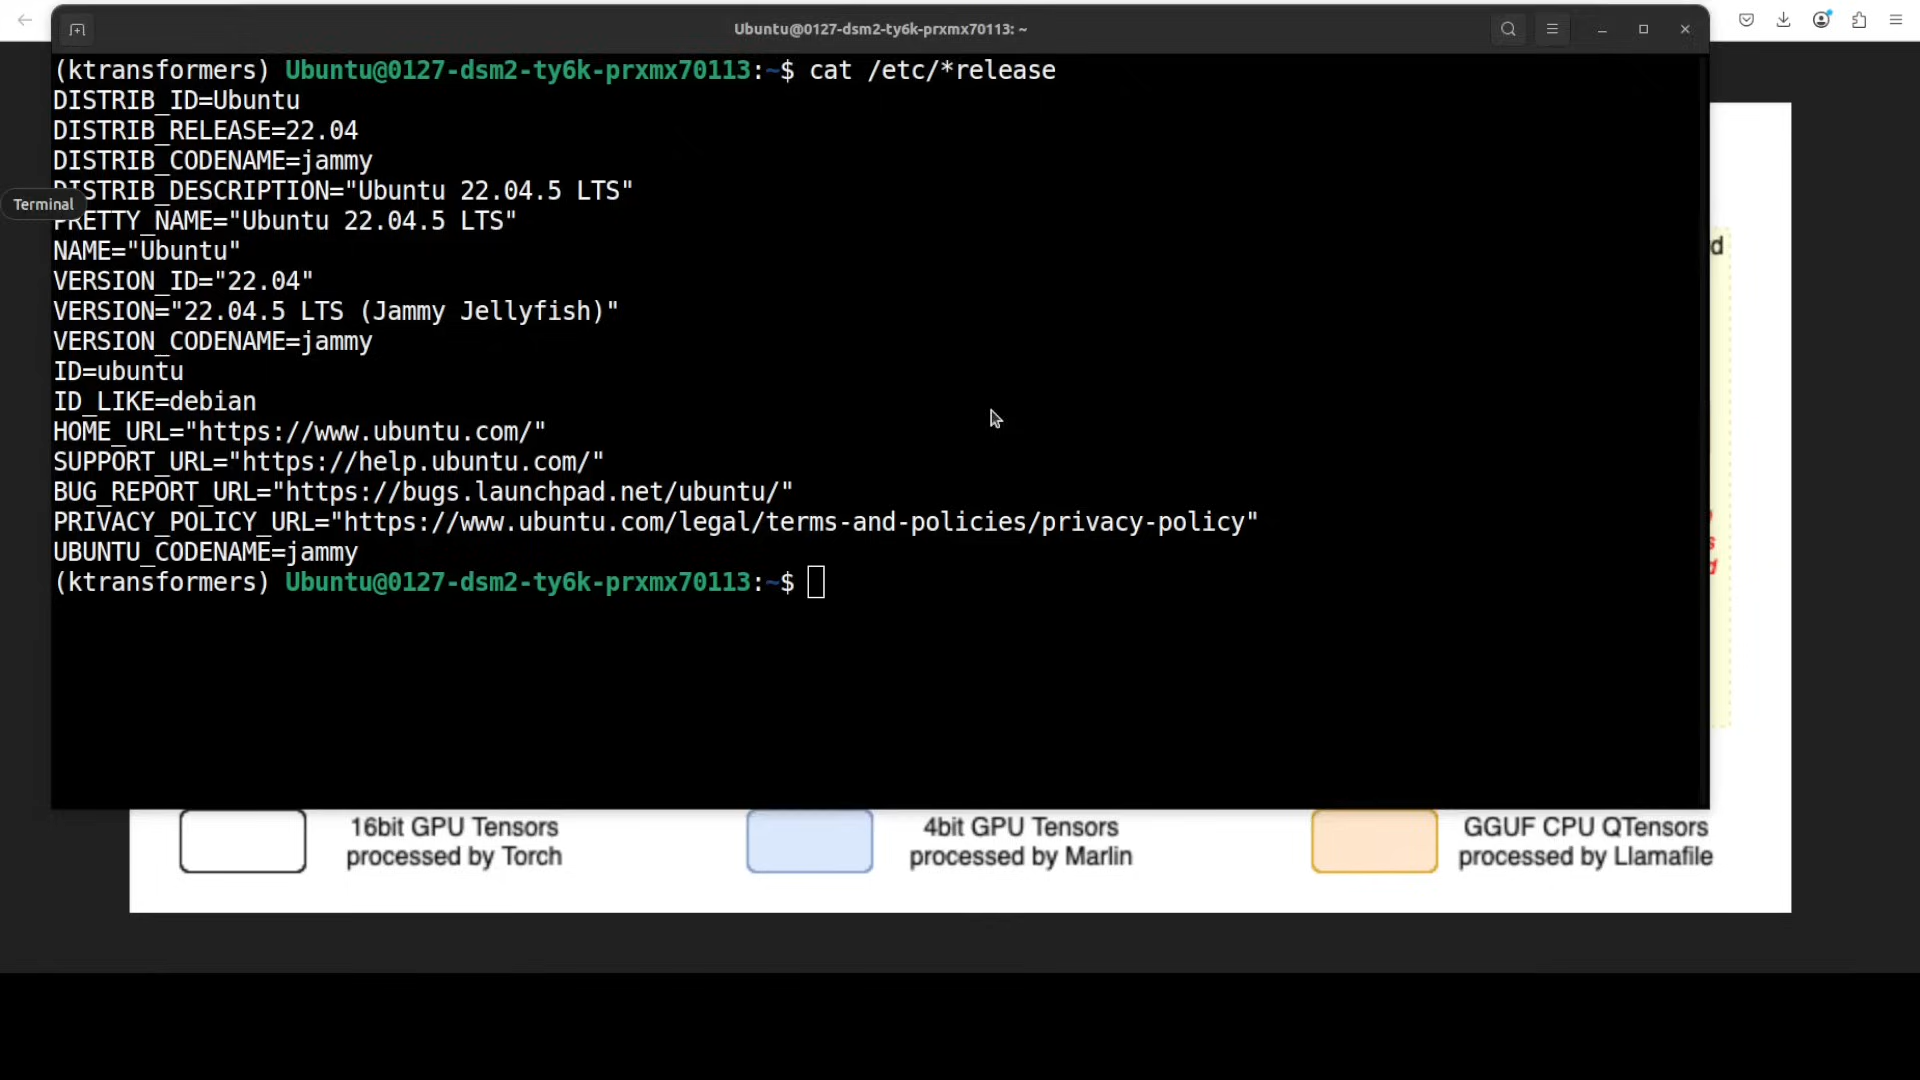 Ubuntu@0127-dsm2-ty6k-prxmx70113: ~
(ktransformers) Ubuntu@0127-dsm2-ty6k-prxmx70113:~$ cat /etc/*release
DISTRIB_ID=Ubuntu
DISTRIB_RELEASE=22.04
DISTRIB_CODENAME=jammy
DISTRIB_DESCRIPTION="Ubuntu 22.04.5 LTS"
Terminal
PRETTY_NAME="Ubuntu 22.04.5 LTS"
NAME="Ubuntu"
VERSION_ID="22.04"
VERSION="22.04.5 LTS (Jammy Jellyfish)"
VERSION_CODENAME=jammy
ID=ubuntu
ID_LIKE=debian
HOME_URL="https://www.ubuntu.com/"
SUPPORT_URL="https://help.ubuntu.com/"
BUG_REPORT_URL="https://bugs.launchpad.net/ubuntu/"
PRIVACY_POLICY_URL="https://www.ubuntu.com/legal/terms-and-policies/privacy-policy"
UBUNTU_CODENAME=jammy
(ktransformers) Ubuntu@0127-dsm2-ty6k-prxmx70113:~$
16bit GPU Tensors
processed by Torch
4bit GPU Tensors
processed by Marlin
GGUF CPU QTensors
processed by Llamafile